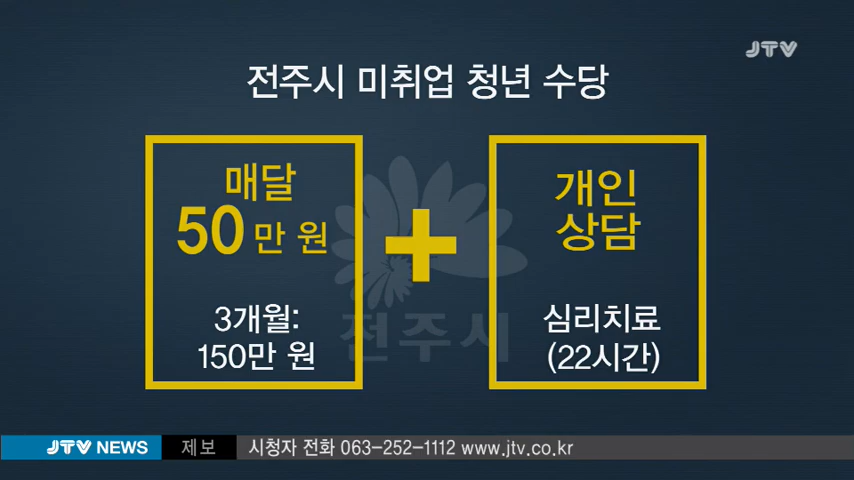 JTV
전주시 미취업 청년 수당
매달
50만 원
3개월:
150만 원
+
개인
상담
심리치료
(22시간)
전주시
JTV NEWS 제보 시청자 전화 063-252-1112 www.jtv.co.kr